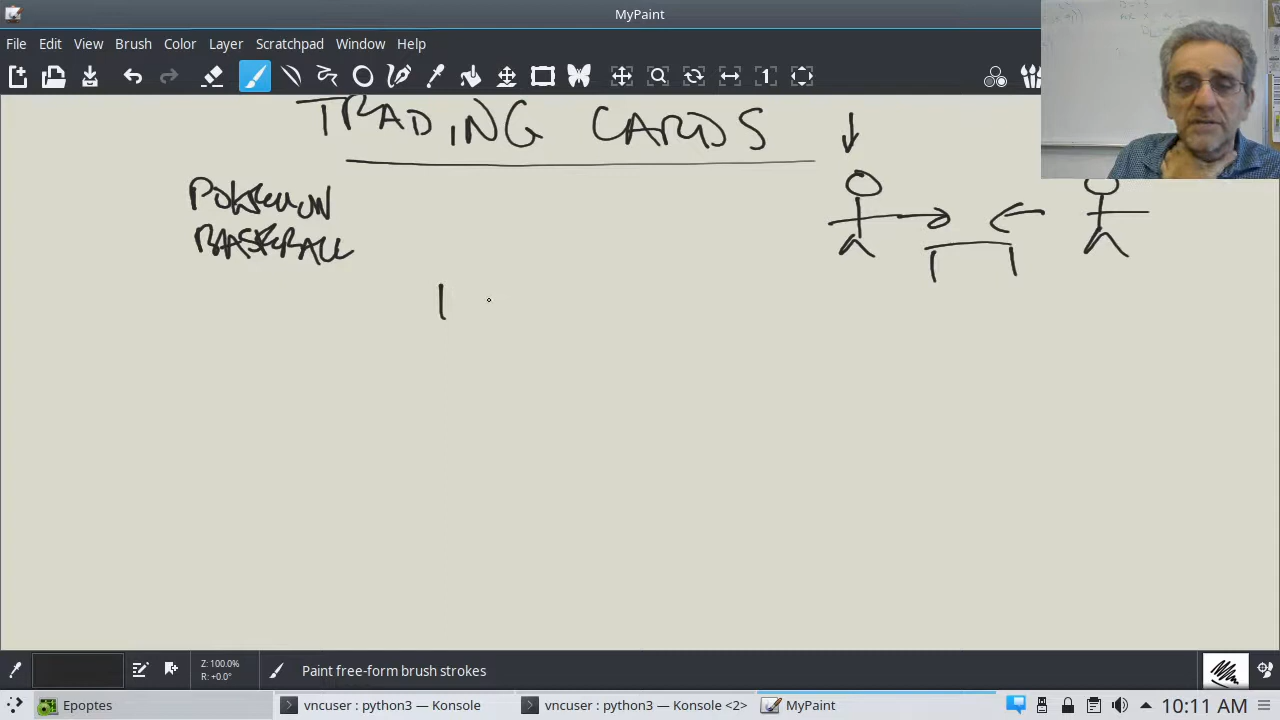 MyPaint
File Edit View Brush Color Layer Scratchpad Window Help
TRADING CARDS
POKEMON
BASEBALL
1
Z: 100.0%
R: +0.0°
Paint free-form brush strokes
Epoptes
vncuser : python3 — Konsole
vncuser : python3 — Konsole <2>
MyPaint
10:11 AM